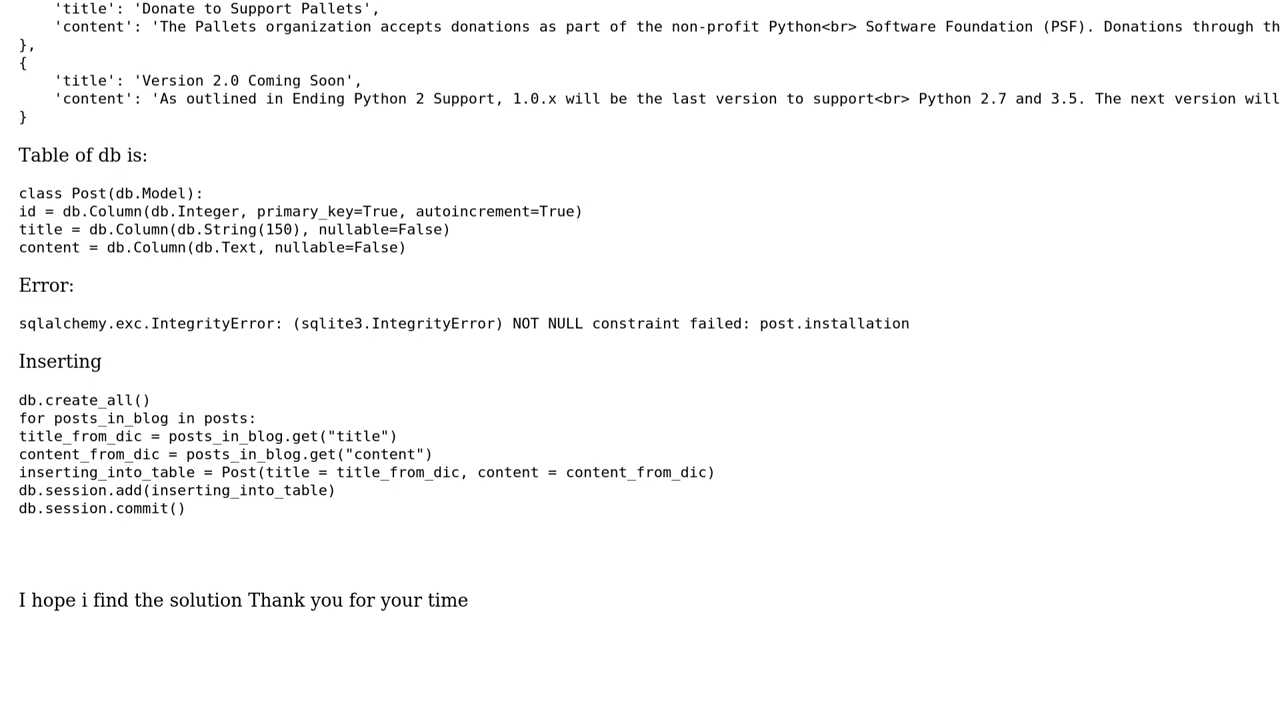 'title': 'Donate to Support Pallets',
'content': 'The Pallets organization accepts donations as part of the non-profit Python<br> Software Foundation (PSF). Donations through th
},
{
'title': 'Version 2.0 Coming Soon',
'content': 'As outlined in Ending Python 2 Support, 1.0.x will be the last version to support<br> Python 2.7 and 3.5. The next version will
}
Table of db is:
class Post(db.Model):
id = db.Column(db.Integer, primary_key=True, autoincrement=True)
title = db.Column(db.String(150), nullable=False)
content = db.Column(db.Text, nullable=False)
Error:
sqlalchemy.exc.IntegrityError: (sqlite3.IntegrityError) NOT NULL constraint failed: post.installation
Inserting
db.create_all()
for posts_in_blog in posts:
title_from_dic = posts_in_blog.get("title")
content_from_dic = posts_in_blog.get("content")
inserting_into_table = Post(title = title_from_dic, content = content_from_dic)
db.session.add(inserting_into_table)
db.session.commit()
I hope i find the solution Thank you for your time